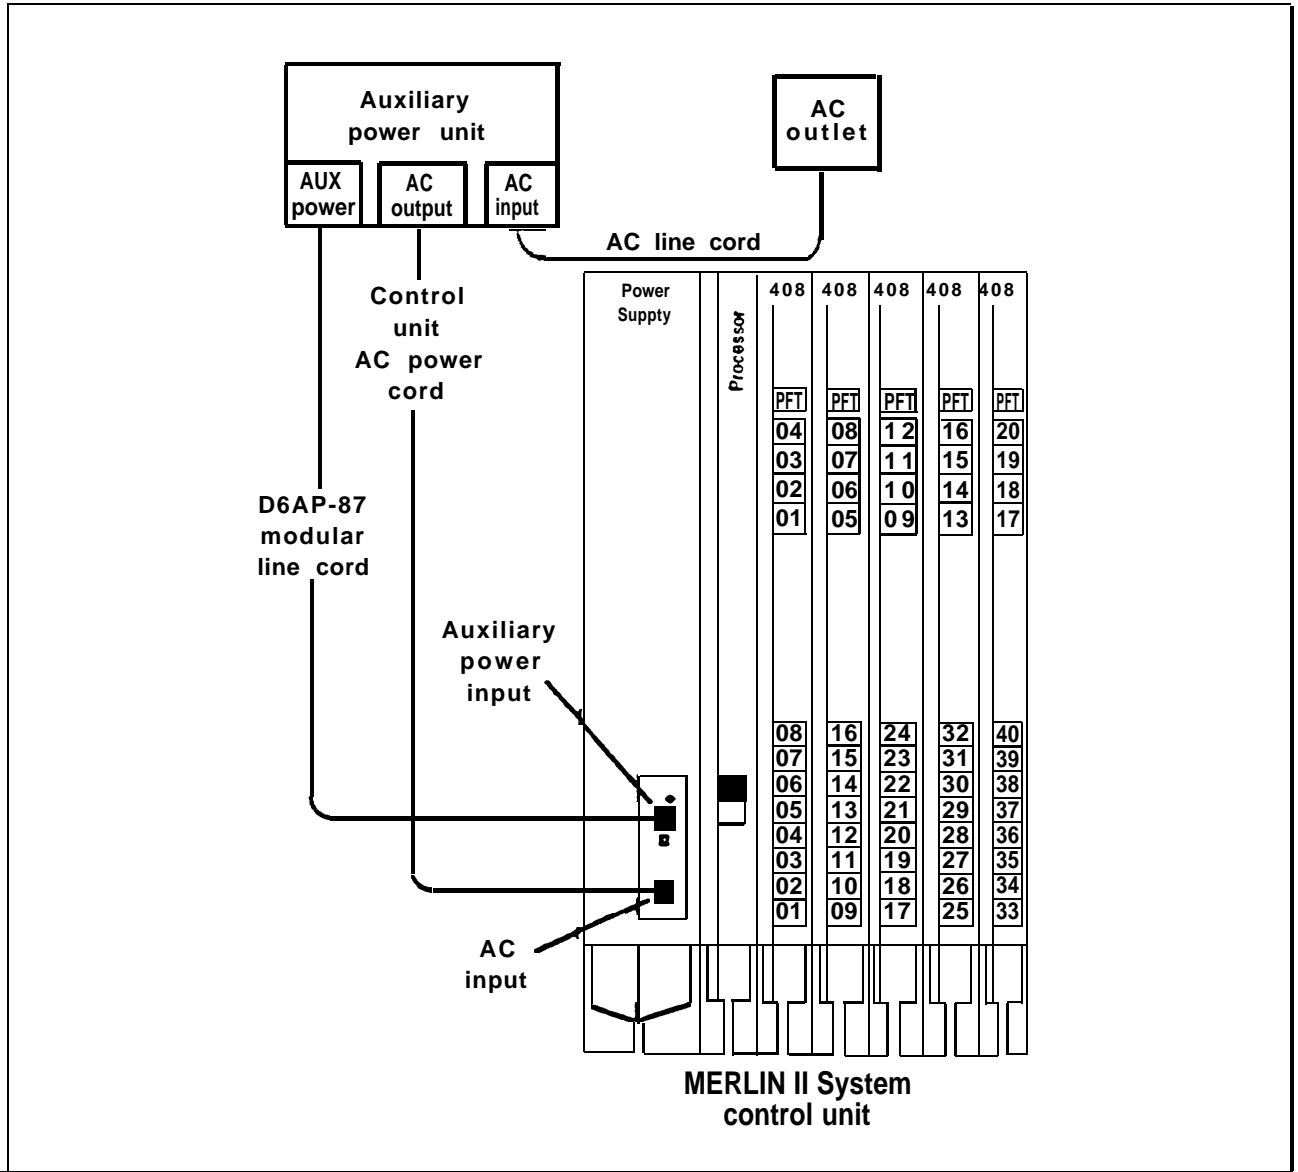 Auxiliary
power unit
AUX
power
AC
output
AC
input
AC
outlet
AC line cord
Control
unit
AC power
cord
D6AP-87
modular
line cord
Auxiliary
power
input
AC
input
Power
Suppty
Processor
408 408 408 408 408
PFT PFT PFT PFT PFT
04 08 12 16 20
03 07 11 15 19
02 06 10 14 18
01 05 09 13 17
08 16 24 32 40
07 15 23 31 39
06 14 22 30 38
05 13 21 29 37
04 12 20 28 36
03 11 19 27 35
02 10 18 26 34
01 09 17 25 33
MERLIN II System
control unit